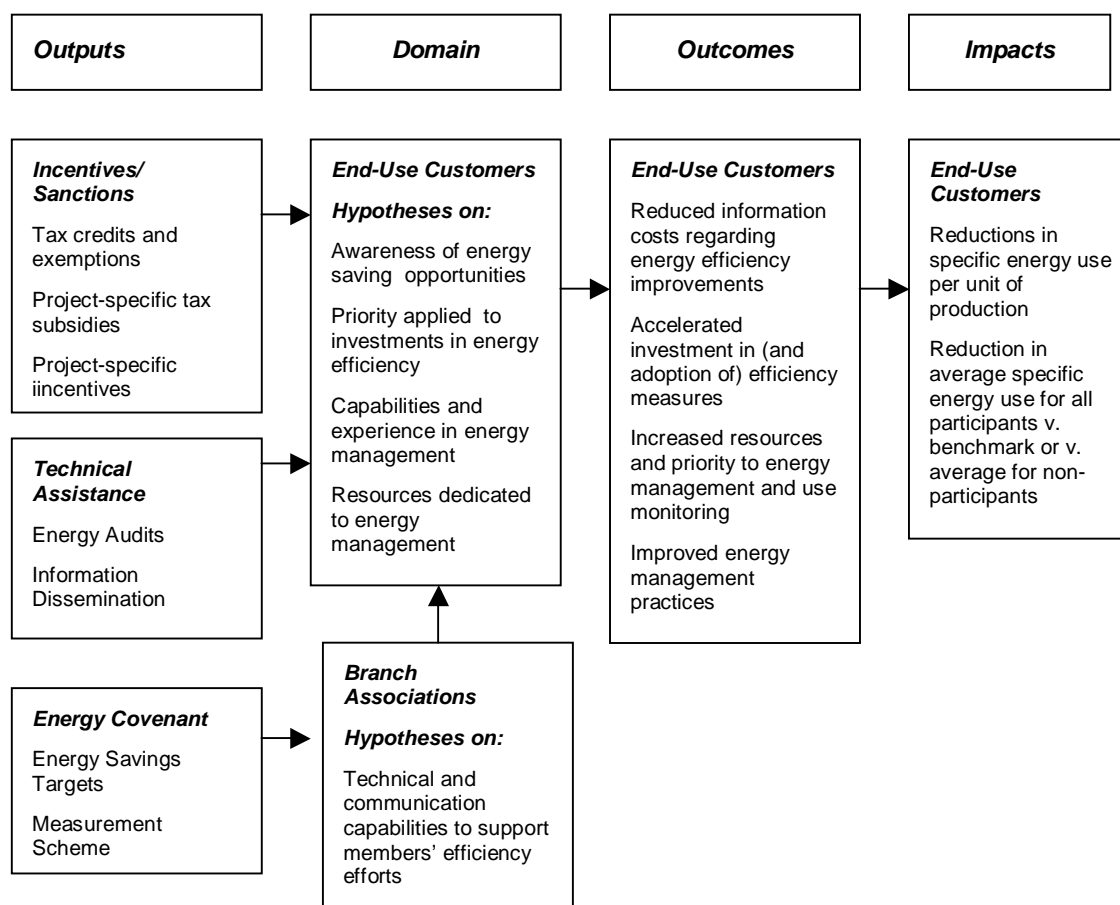 Outputs
Domain
Outcomes
Impacts
Incentives/
Sanctions
Tax credits and
exemptions
Project-specific tax
subsidies
Project-specific
iincentives
Technical
Assistance
Energy Audits
Information
Dissemination
Energy Covenant
Energy Savings
Targets
Measurement
Scheme
End-Use Customers
Hypotheses on:
Awareness of energy
saving opportunities
Priority applied to
investments in energy
efficiency
Capabilities and
experience in energy
management
Resources dedicated
to energy
management
Branch
Associations
Hypotheses on:
Technical and
communication
capabilities to support
members’ efficiency
efforts
End-Use Customers
Reduced information
costs regarding
energy efficiency
improvements
Accelerated
investment in (and
adoption of) efficiency
measures
Increased resources
and priority to energy
management and use
monitoring
Improved energy
management
practices
End-Use
Customers
Reductions in
specific energy use
per unit of
production
Reduction in
average specific
energy use for all
participants v.
benchmark or v.
average for non-
participants